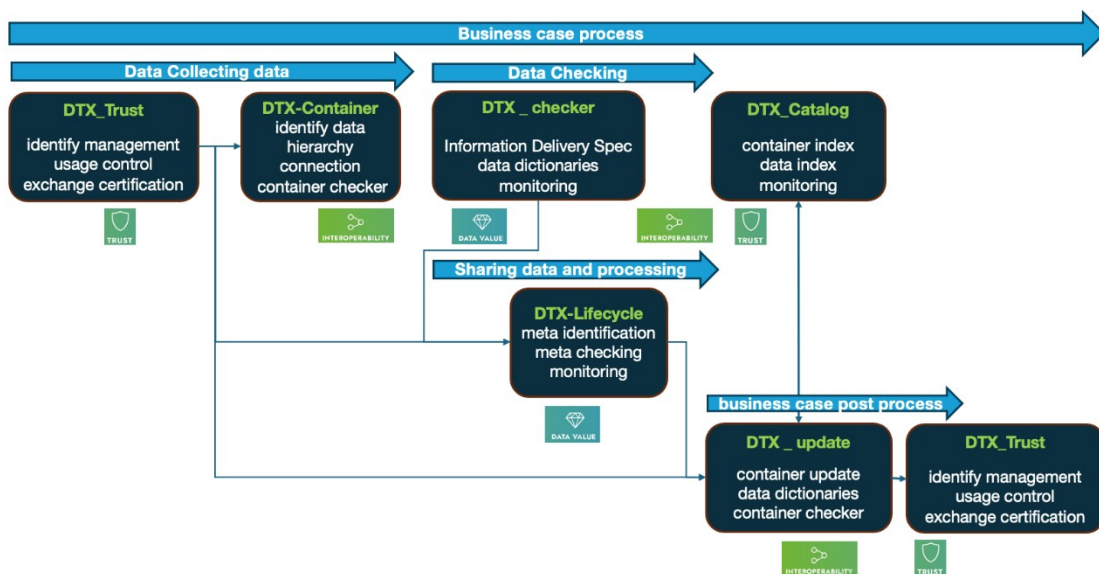 Business case process
Data Collecting data
Data Checking
DTX_Trust
identify management
usage control
exchange certification
TRUST
DTX-Container
identify data
hierarchy
connection
container checker
INTEROPERABILITY
DTX _ checker
Information Delivery Spec
data dictionaries
monitoring
DATA VALUE
INTEROPERABILITY
DTX_Catalog
container index
data index
monitoring
TRUST
Sharing data and processing
DTX-Lifecycle
meta identification
meta checking
monitoring
DATA VALUE
business case post process
DTX _ update
container update
data dictionaries
container checker
INTEROPERABILITY
DTX_Trust
identify management
usage control
exchange certification
TRUST